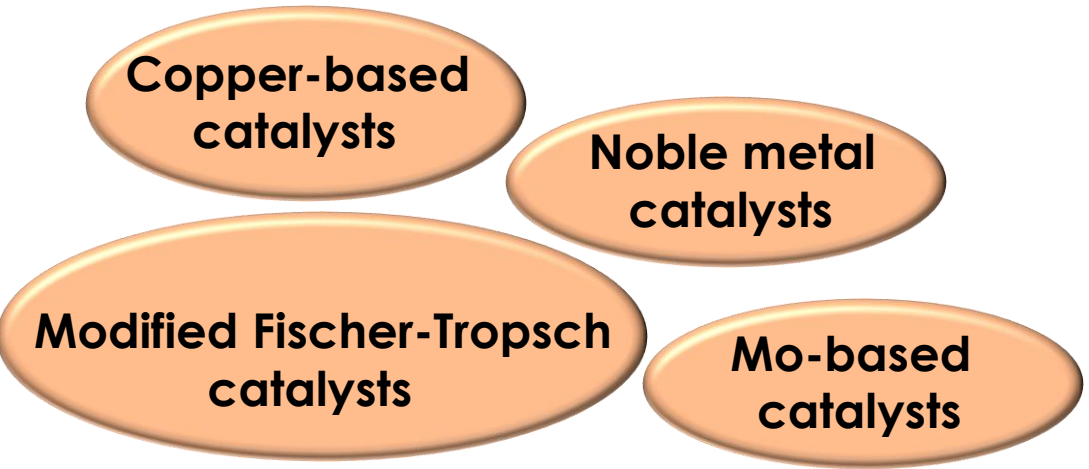 Copper-based
catalysts
Noble metal
catalysts
Modified Fischer-Tropsch
catalysts
Mo-based
catalysts